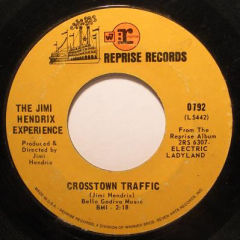 REPRISE RECORDS
THE JIMI
HENDRIX
EXPERIENCE
Produced &
Directed by
Jimi
Hendrix
0792
(L 5442)
From The
Reprise Album
2RS 6307-
ELECTRIC
LADYLAND
CROSSTOWN TRAFFIC
(Jimi Hendrix)
Bella Godiva Music
BMI - 2:18